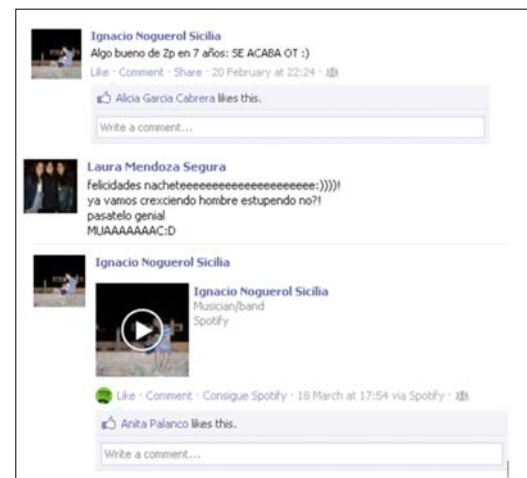 Ignacio Noguerol Sicilia
Algo bueno de Zp en 7 años: SE ACABA OT :)
Like · Comment · Share · 20 February at 22:24 ·
Alicia Garcia Cabrera likes this.
Write a comment...
Laura Mendoza Segura
felicidades nacheteeeeeeeeeeeeeeeeeeeeee:))))!
ya vamos crexciendo hombre estupendo no?!
pasatelo genial
MUAAAAAAAC:D
Ignacio Noguerol Sicilia
Ignacio Noguerol Sicilia
Musician/band
Spotify
Like · Comment · Consigue Spotify · 18 March at 17:54 via Spotify ·
Anita Palanco likes this.
Write a comment...